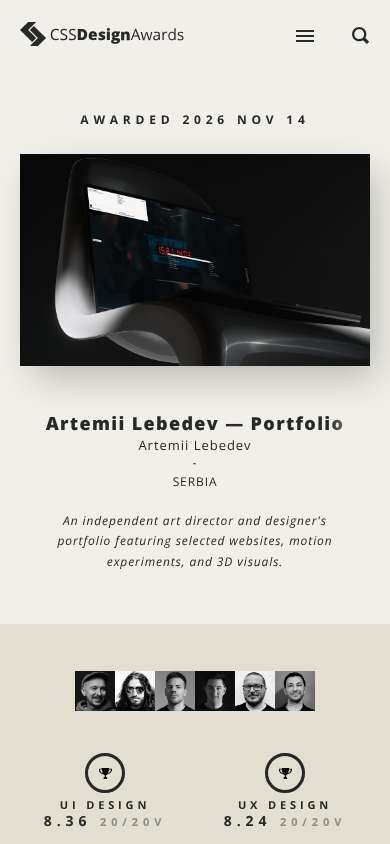 CSSDesignAwards
AWARDED 2026 NOV 14
Artemii Lebedev — Portfolio
Artemii Lebedev
-
SERBIA
An independent art director and designer's
portfolio featuring selected websites, motion
experiments, and 3D visuals.
UI DESIGN
8.36 20/20V
UX DESIGN
8.24 20/20V